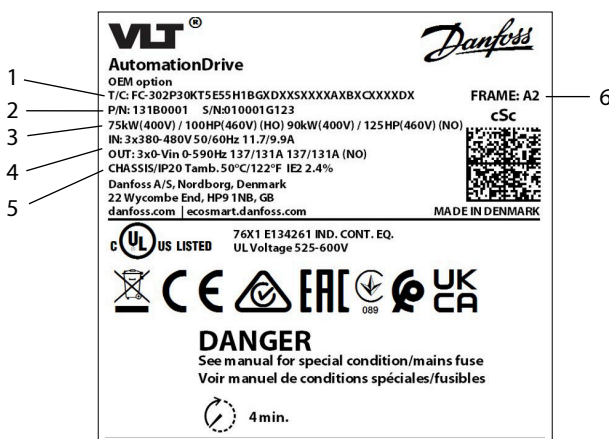 VLT ®
Danfoss
AutomationDrive
OEM option
1
T/C: FC-302P30KT5E55H1BGXDXXSXXXXAXBXCXXXXDX
FRAME: A2
6
2
P/N: 131B0001 S/N:010001G123
cSc
3
75kW(400V) / 100HP(460V) (HO) 90kW(400V) / 125HP(460V) (NO)
IN: 3x380-480V 50/60Hz 11.7/9.9A
4
OUT: 3x0-Vin 0-590Hz 137/131A 137/131A (NO)
5
CHASSIS/IP20 Tamb.50°C/122°F IE2 2.4%
Danfoss A/S, Nordborg, Denmark
22 Wycombe End, HP9 1NB, GB
danfoss.com | ecosmart.danfoss.com
MADE IN DENMARK
C UL US LISTED
76X1 E134261 IND. CONT. EQ.
UL Voltage 525-600V
CE EAC 089 UK CA
DANGER
See manual for special condition/mains fuse
Voir manuel de conditions spéciales/fusibles
4 min.